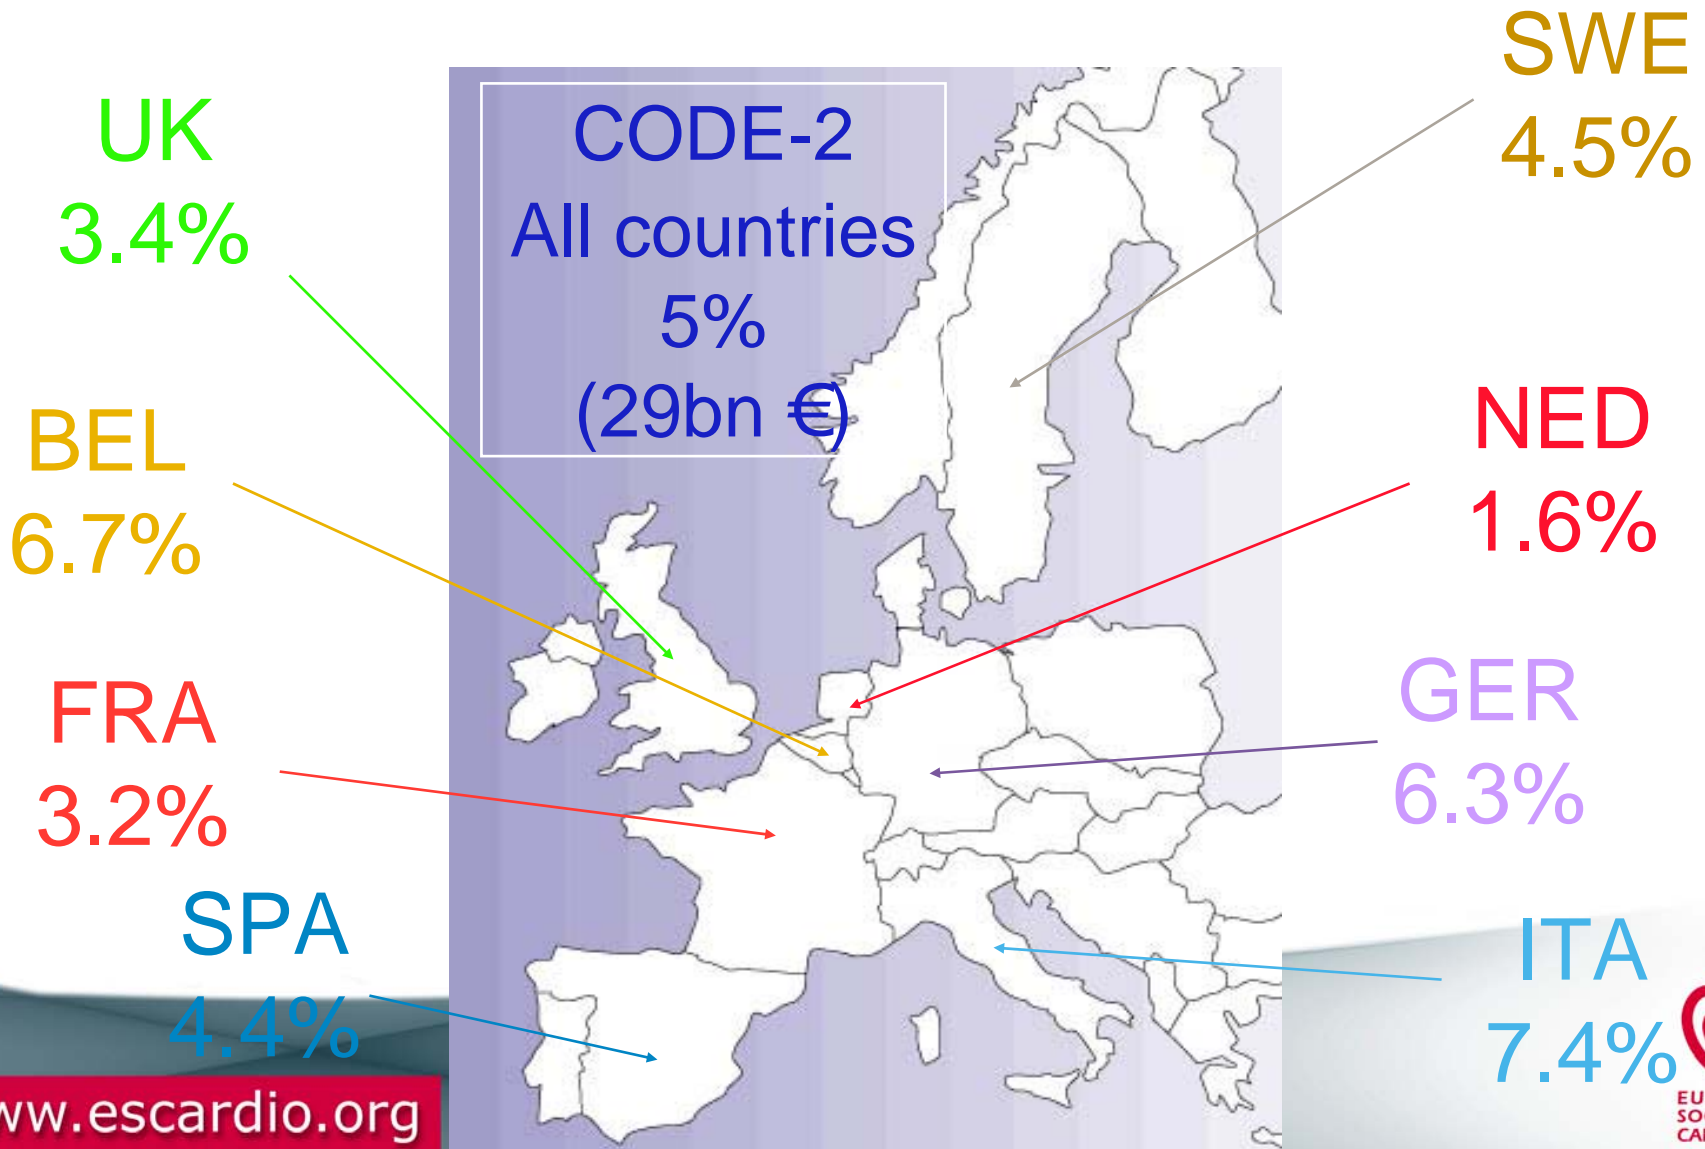 SWE
4.5%
UK
3.4%
CODE-2
All countries
5%
(29bn €)
BEL
6.7%
NED
1.6%
FRA
3.2%
GER
6.3%
SPA
4.4%
ITA
7.4%
ww.escardio.org